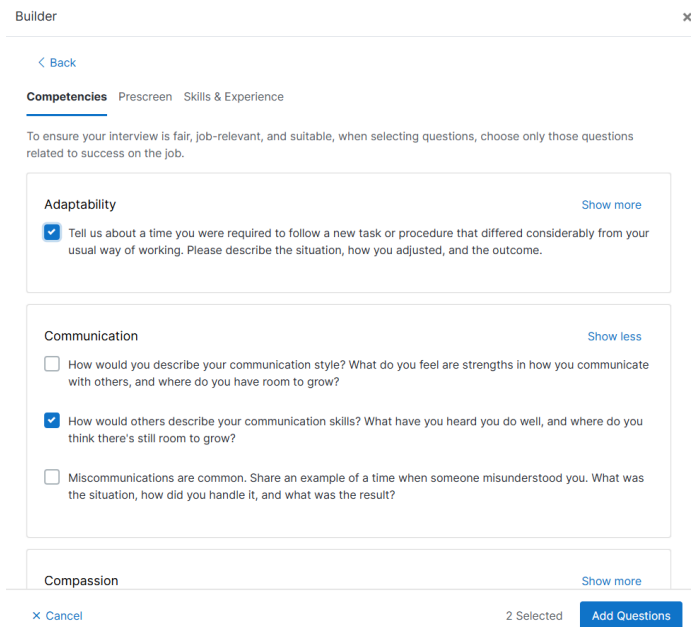 Builder
×
< Back
Competencies Prescreen Skills & Experience
To ensure your interview is fair, job-relevant, and suitable, when selecting questions, choose only those questions
related to success on the job.
Adaptability Show more
Tell us about a time you were required to follow a new task or procedure that differed considerably from your
usual way of working. Please describe the situation, how you adjusted, and the outcome.
Communication Show less
How would you describe your communication style? What do you feel are strengths in how you communicate
with others, and where do you have room to grow?
How would others describe your communication skills? What have you heard you do well, and where do you
think there's still room to grow?
Miscommunications are common. Share an example of a time when someone misunderstood you. What was
the situation, how did you handle it, and what was the result?
Compassion Show more
× Cancel 2 Selected Add Questions